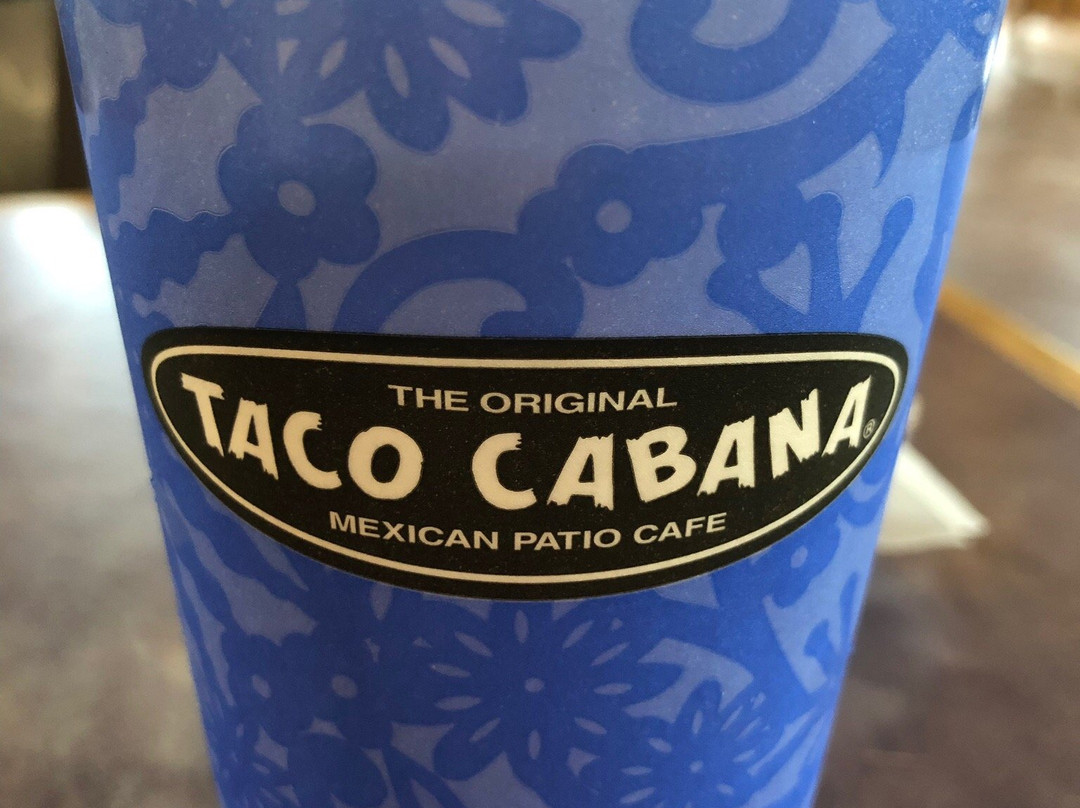 THE ORIGINAL
TACO CABANA®
MEXICAN PATIO CAFE